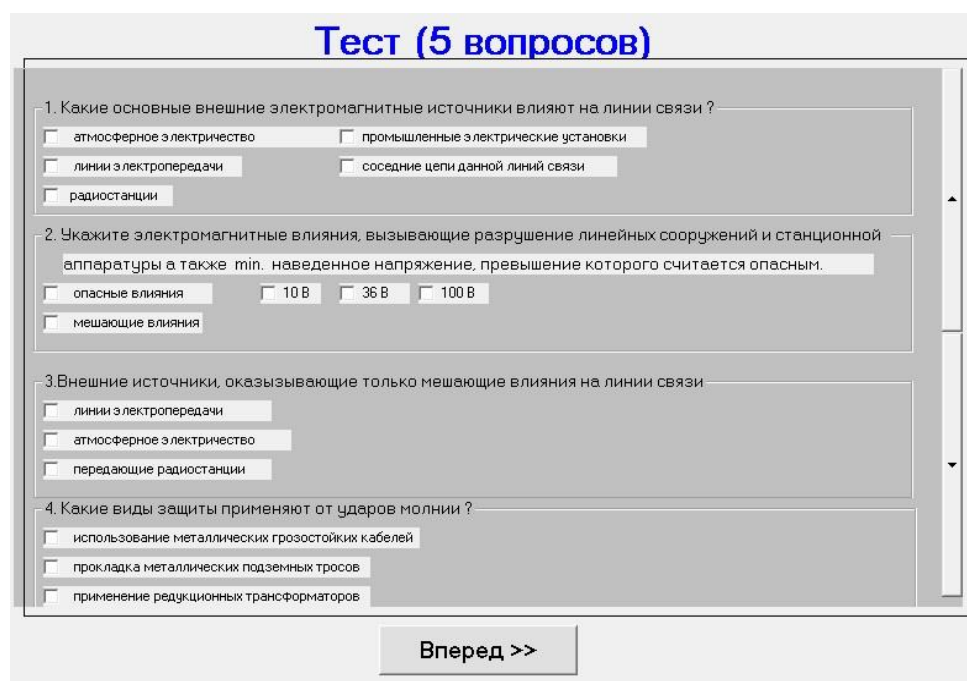 Тест (5 вопросов)
1. Какие основные внешние электромагнитные источники влияют на линии связи ?
атмосферное электричество промышленные электрические установки
линии электропередачи соседние цепи данной линий связи
радиостанции
2. Укажите электромагнитные влияния, вызывающие разрушение линейных сооружений и станционной
аппаратуры а также min. наведенное напряжение, превышение которого считается опасным.
опасные влияния 10 В 36 В 100 В
мешающие влияния
3.Внешние источники, оказызывающие только мешающие влияния на линии связи
линии электропередачи
атмосферное электричество
передающие радиостанции
4. Какие виды защиты применяют от ударов молнии ?
использование металлических грозостойких кабелей
прокладка металлических подземных тросов
применение редукционных трансформаторов
Вперед >>